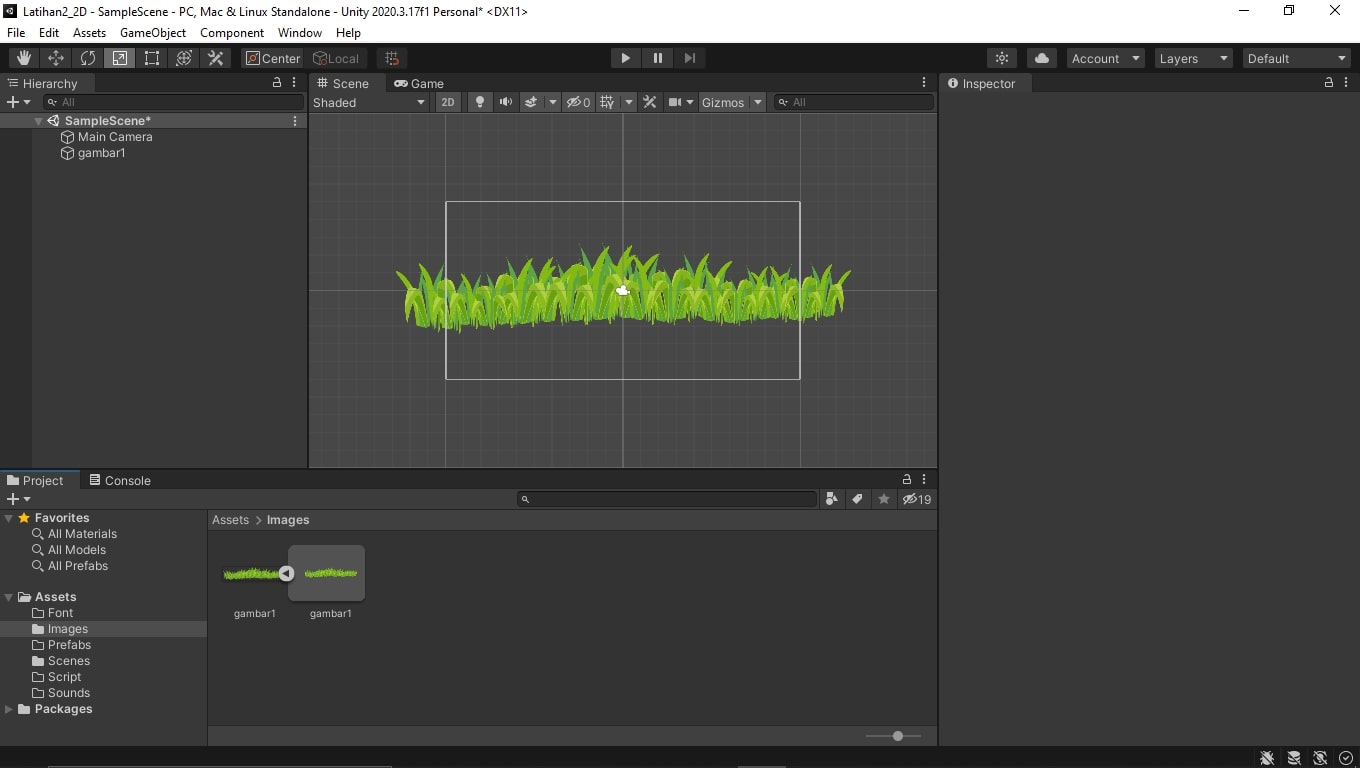 Latihan2_2D - SampleScene - PC, Mac & Linux Standalone - Unity 2020.3.17f1 Personal* <DX11>
File Edit Assets GameObject Component Window Help
Center Local Account Layers Default
Hierarchy Scene Game Inspector
All Shaded 2D 0 Gizmos All
SampleScene*
Main Camera
gambar1
Project Console
19
Favorites Assets > Images
All Materials
All Models
All Prefabs
Assets
Font gambar1 gambar1
Images
Prefabs
Scenes
Script
Sounds
Packages